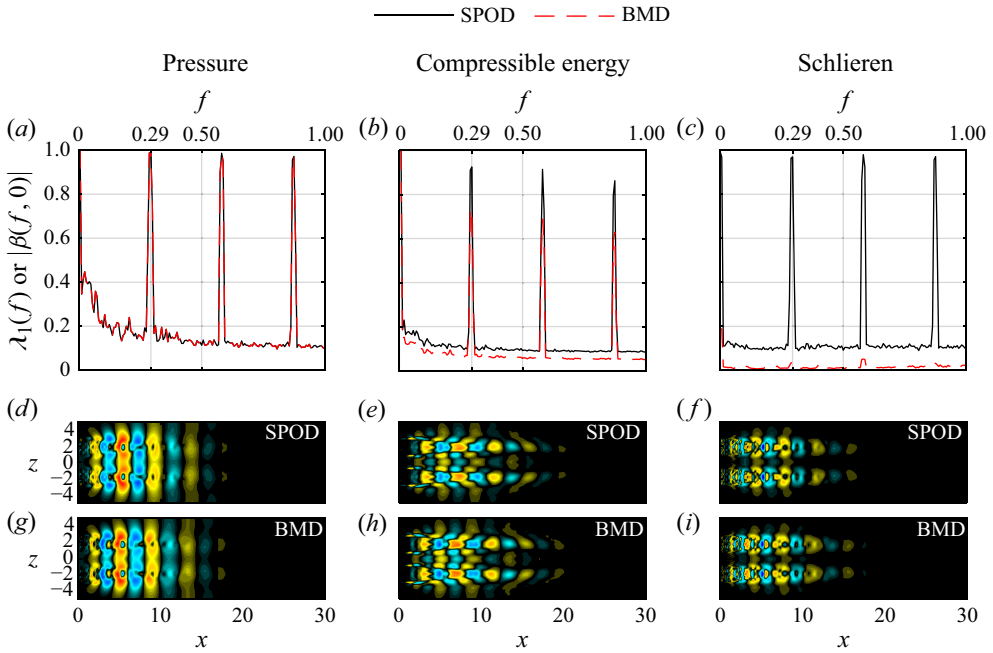 SPOD BMD
Pressure Compressible energy Schlieren
f f f
(a) 0 0.29 0.50 1.00 (b) 0 0.29 0.50 1.00 (c) 0 0.29 0.50 1.00
1.0
0.8
0.6
0.4
0.2
0
λ1(f) or |β(f, 0)|
(d) (e) (f)
4
2
0
−2
−4
z
SPOD SPOD SPOD
(g) (h) (i)
4
2
0
−2
−4
z
BMD BMD BMD
0 10 20 30 0 10 20 30 0 10 20 30
x x x